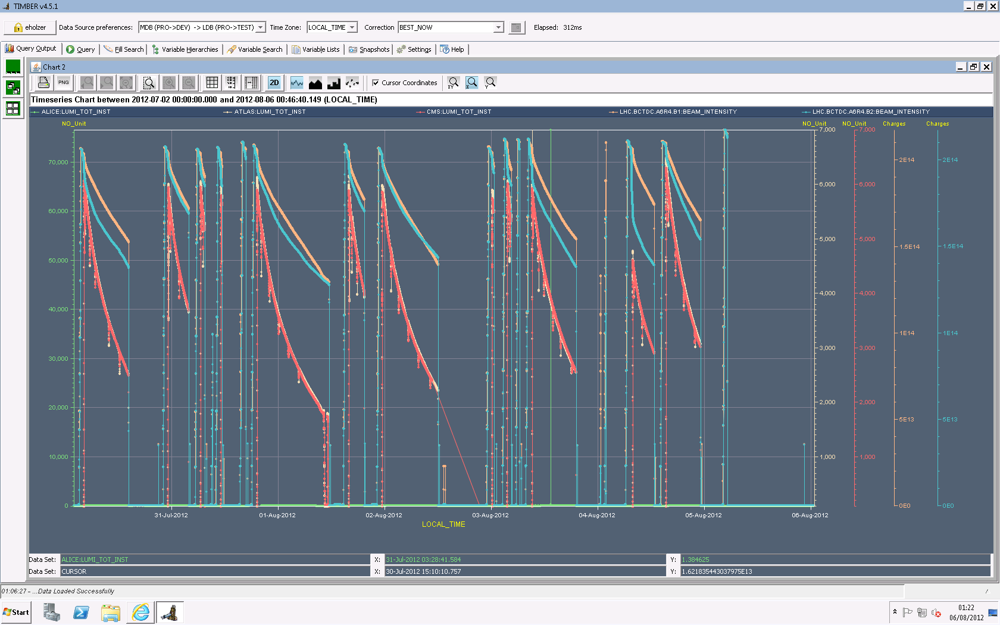 TIMBER v4.5.1
eholzer Data Source preferences: MDB (PRO->DEV) -> LDB (PRO->TEST) Time Zone: LOCAL_TIME Correction BEST_NOW Elapsed: 312ms
Query Output Query Fill Search Variable Hierarchies Variable Search Variable Lists Snapshots Settings Help
Chart 2
PNG 2D Cursor Coordinates XY X Y
Timeseries Chart between 2012-07-02 00:00:00.000 and 2012-08-06 00:46:40.149 (LOCAL_TIME)
ALICE:LUMI_TOT_INST ATLAS:LUMI_TOT_INST CMS:LUMI_TOT_INST LHC.BCTDC.A6R4.B1:BEAM_INTENSITY LHC.BCTDC.A6R4.B2:BEAM_INTENSITY
NO_Unit NO_Unit NO_Unit Charges Charges
7,000 7,000
70,000 2E14 2E14
6,000 6,000
60,000
5,000 5,000 1.5E14 1.5E14
50,000
4,000 4,000
40,000
1E14 1E14
3,000 3,000
30,000
20,000 2,000 2,000
5E13 5E13
10,000 1,000 1,000
0 0E0 0E0
31-Jul-2012 01-Aug-2012 02-Aug-2012 03-Aug-2012 04-Aug-2012 05-Aug-2012 06-Aug-2012
LOCAL_TIME
Data Set: ALICE:LUMI_TOT_INST X: 31-Jul-2012 03:28:41.584 Y: 1.384625
Data Set: CURSOR X: 30-Jul-2012 15:10:10.757 Y: 1.621835443037975E13
01:06:27 - ...Data Loaded Successfully
Start 01:22
06/08/2012